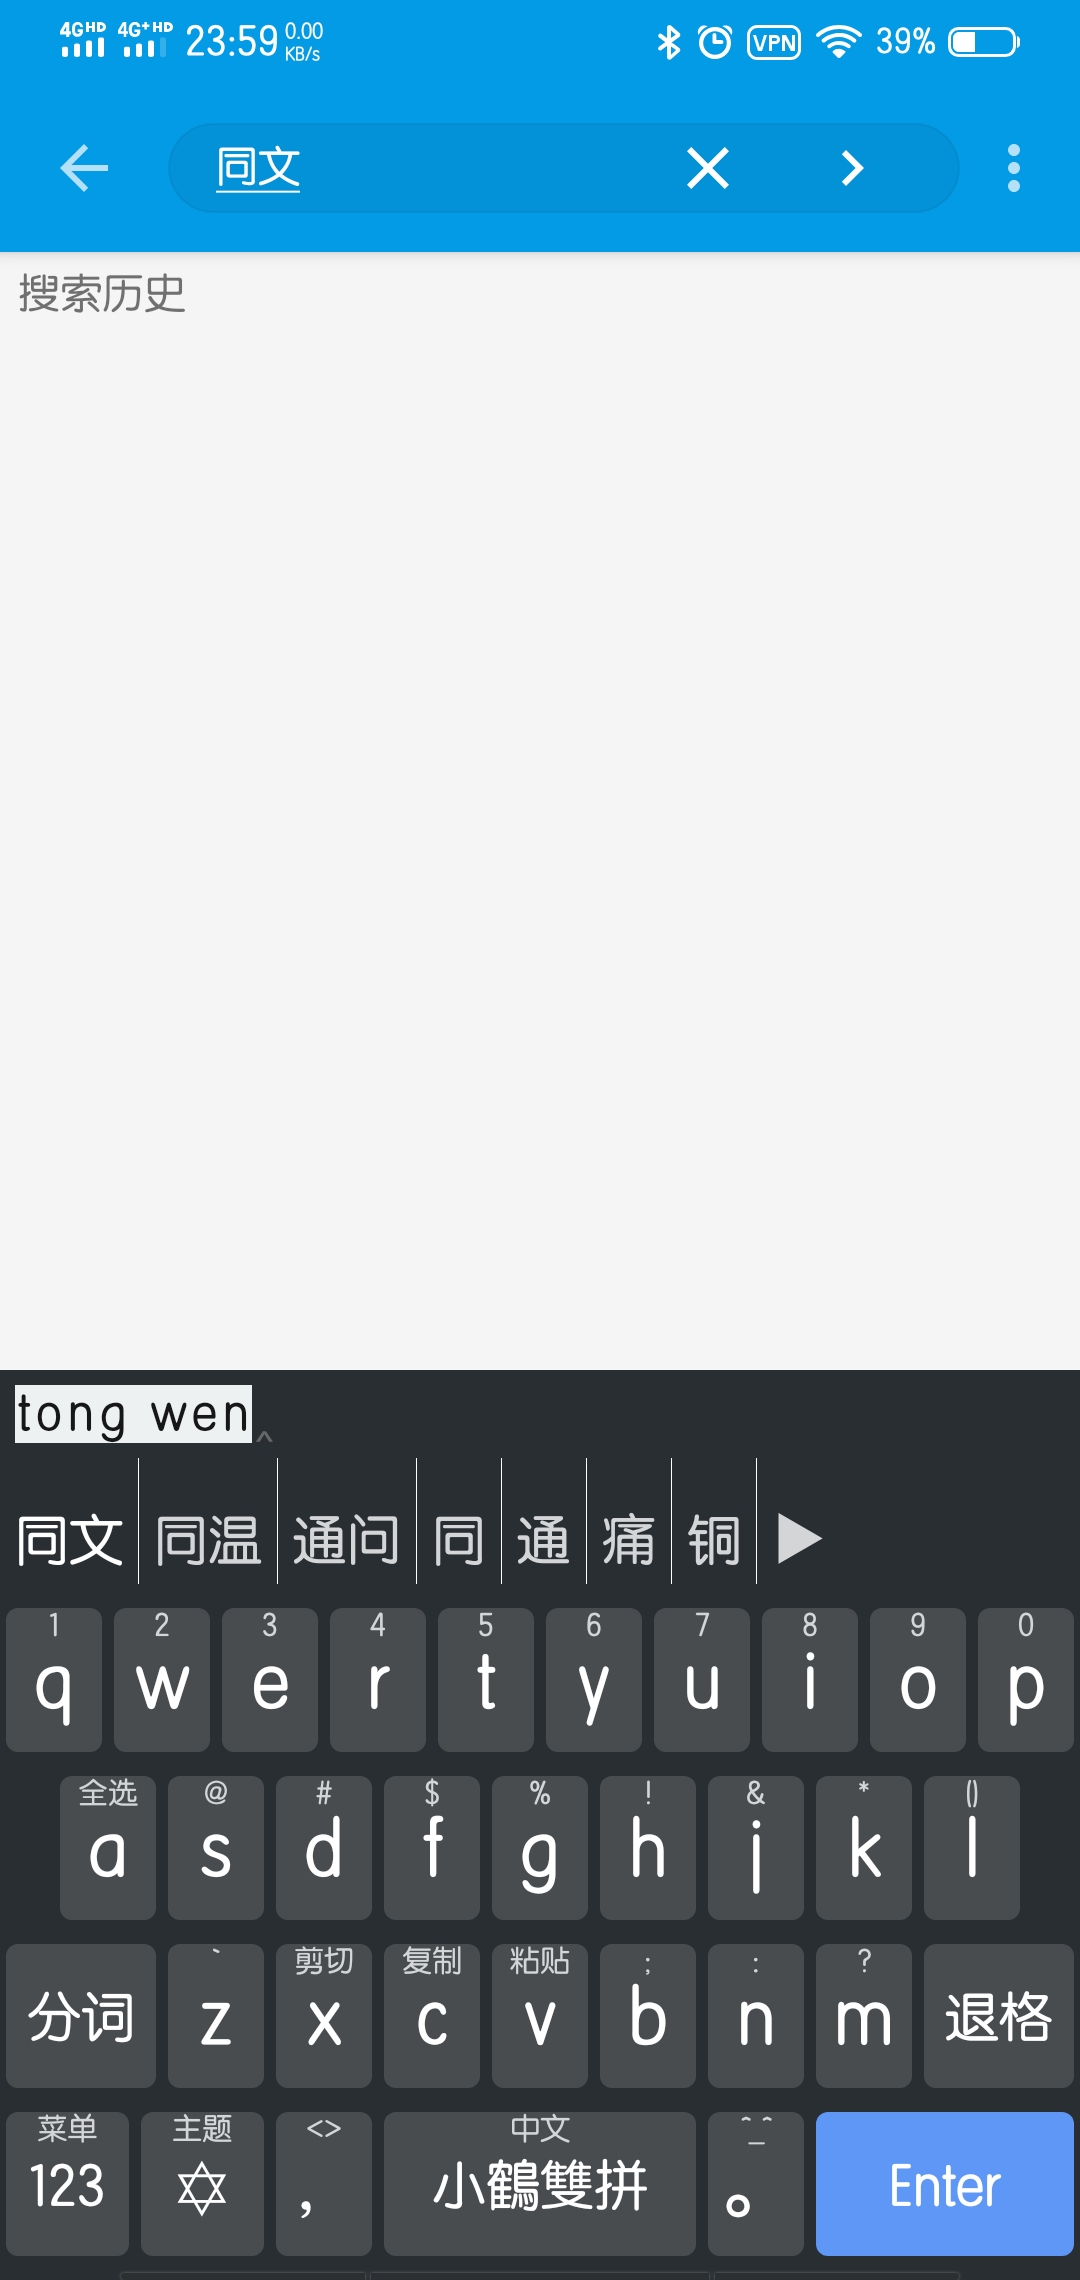 4G HD 4G+ HD 23:59 0.00 KB/s VPN 39%
同文
搜索历史
tong wen^
同文 同温 通问 同 通 痛 铜
1 2 3 4 5 6 7 8 9 0
q w e r t y u i o p
全选 @ # $ % ! & * ()
a s d f g h j k l
` 剪切 复制 粘贴 ; : ?
分词 z x c v b n m 退格
菜单 主题 <> 中文 ^_^
123 , 小鶴雙拼 。 Enter